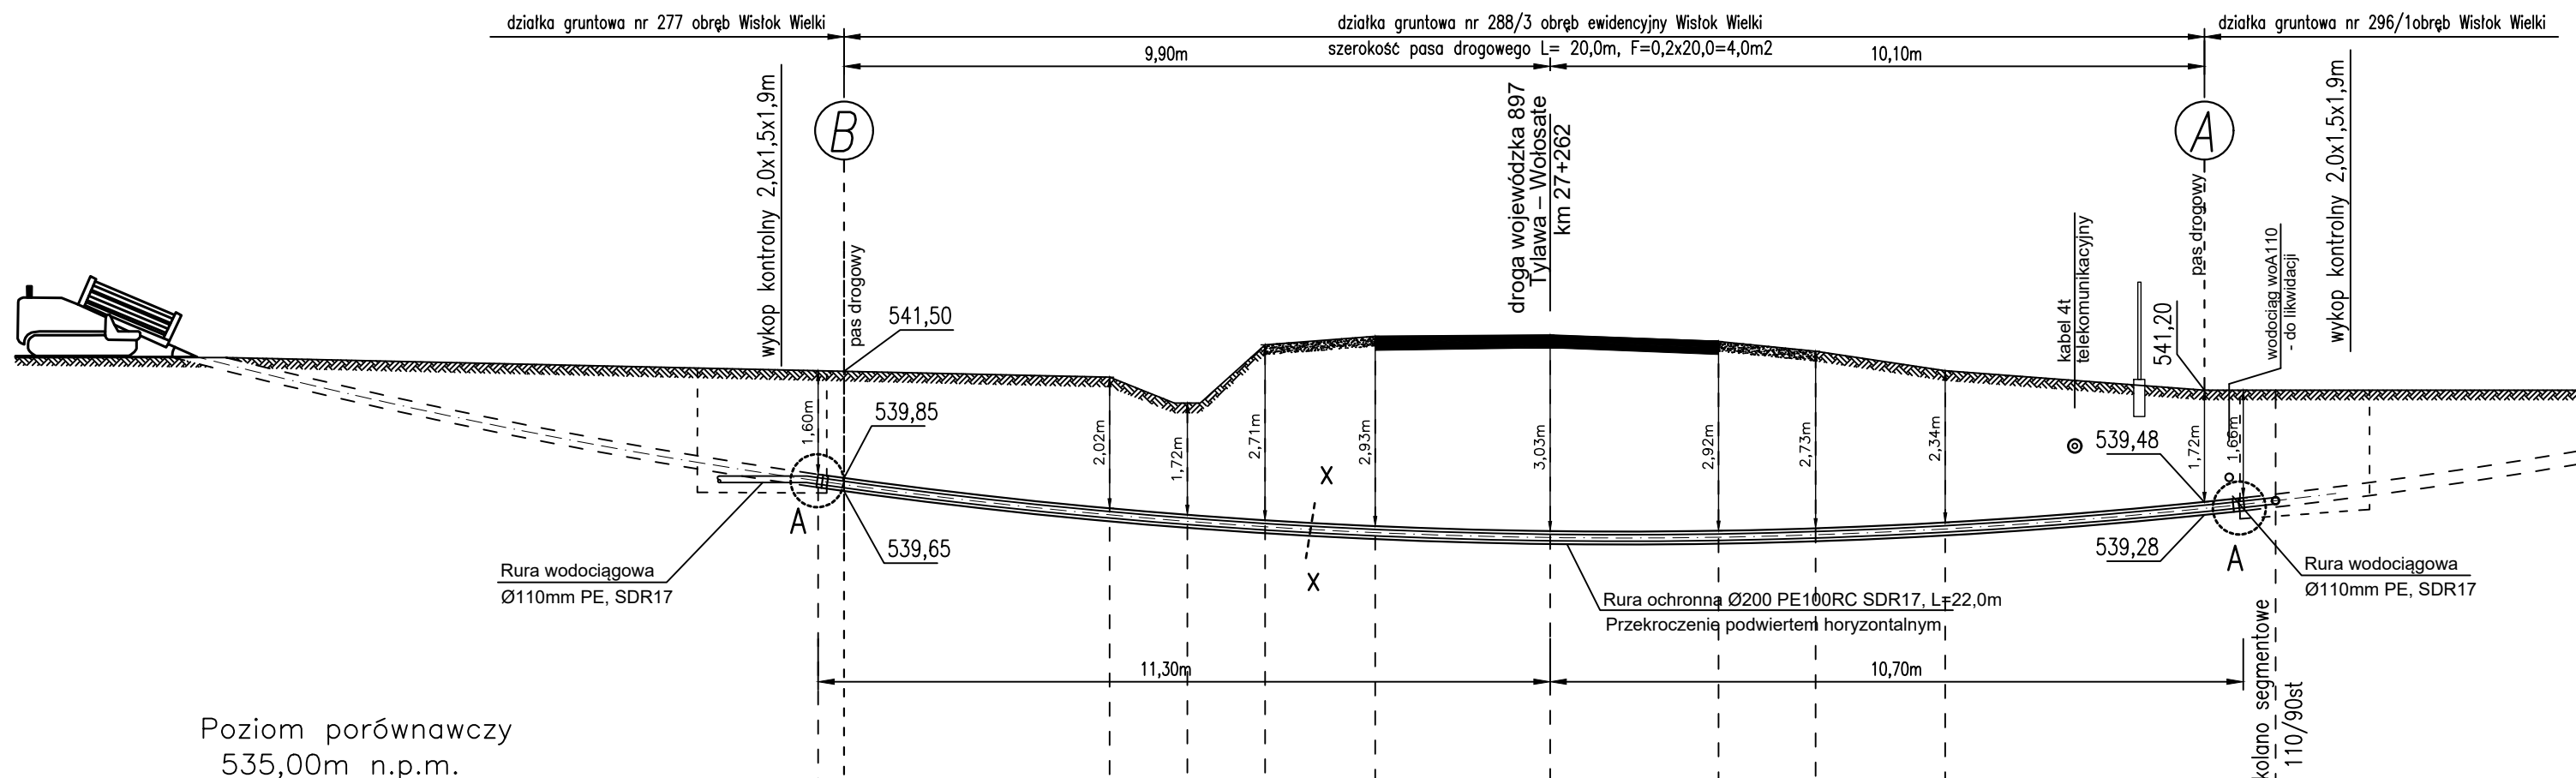 działka gruntowa nr 277 obręb Wisłok Wielki
działka gruntowa nr 288/3 obręb ewidencyjny Wisłok Wielki
działka gruntowa nr 296/1obręb Wisłok Wielki
szerokość pasa drogowego L= 20,0m, F=0,2x20,0=4,0m2
9,90m
10,10m
wykop kontrolny 2,0x1,5x1,9m
B
pas drogowy
541,50
droga wojewódzka 897
Tylawa – Wołosate
km 27+262
A
pas drogowy
kabel 4t
telekomunikacyjny
541,20
wodociąg woA110
- do likwidacji
wykop kontrolny 2,0x1,5x1,9m
1,60m
539,85
2,02m
1,72m
2,71m
2,93m
3,03m
2,92m
2,73m
2,34m
539,48
1,72m
1,66m
A
X
X
539,65
539,28
A
Rura wodociągowa
Ø110mm PE, SDR17
Rura ochronna Ø200 PE100RC SDR17, L=22,0m
Przekroczenie podwiertem horyzontalnym
Rura wodociągowa
Ø110mm PE, SDR17
11,30m
10,70m
kolano segmentowe
110/90st
Poziom porównawczy
535,00m n.p.m.